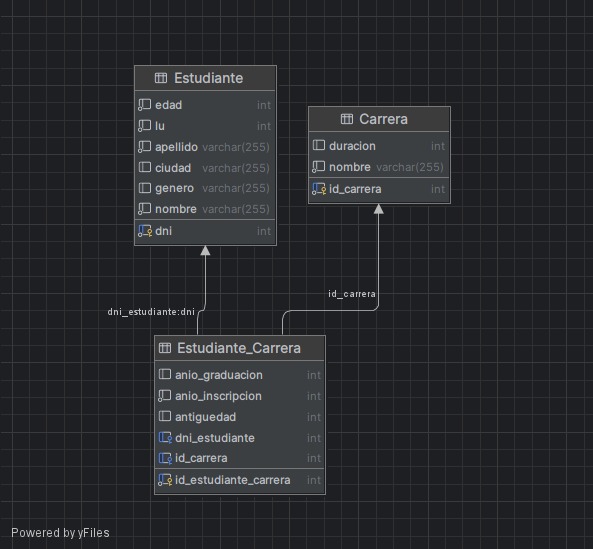 Estudiante
edad int
lu int
apellido varchar(255)
ciudad varchar(255)
genero varchar(255)
nombre varchar(255)
dni int
Carrera
duracion int
nombre varchar(255)
id_carrera int
dni_estudiante:dni
id_carrera
Estudiante_Carrera
anio_graduacion int
anio_inscripcion int
antiguedad int
dni_estudiante int
id_carrera int
id_estudiante_carrera int
Powered by yFiles